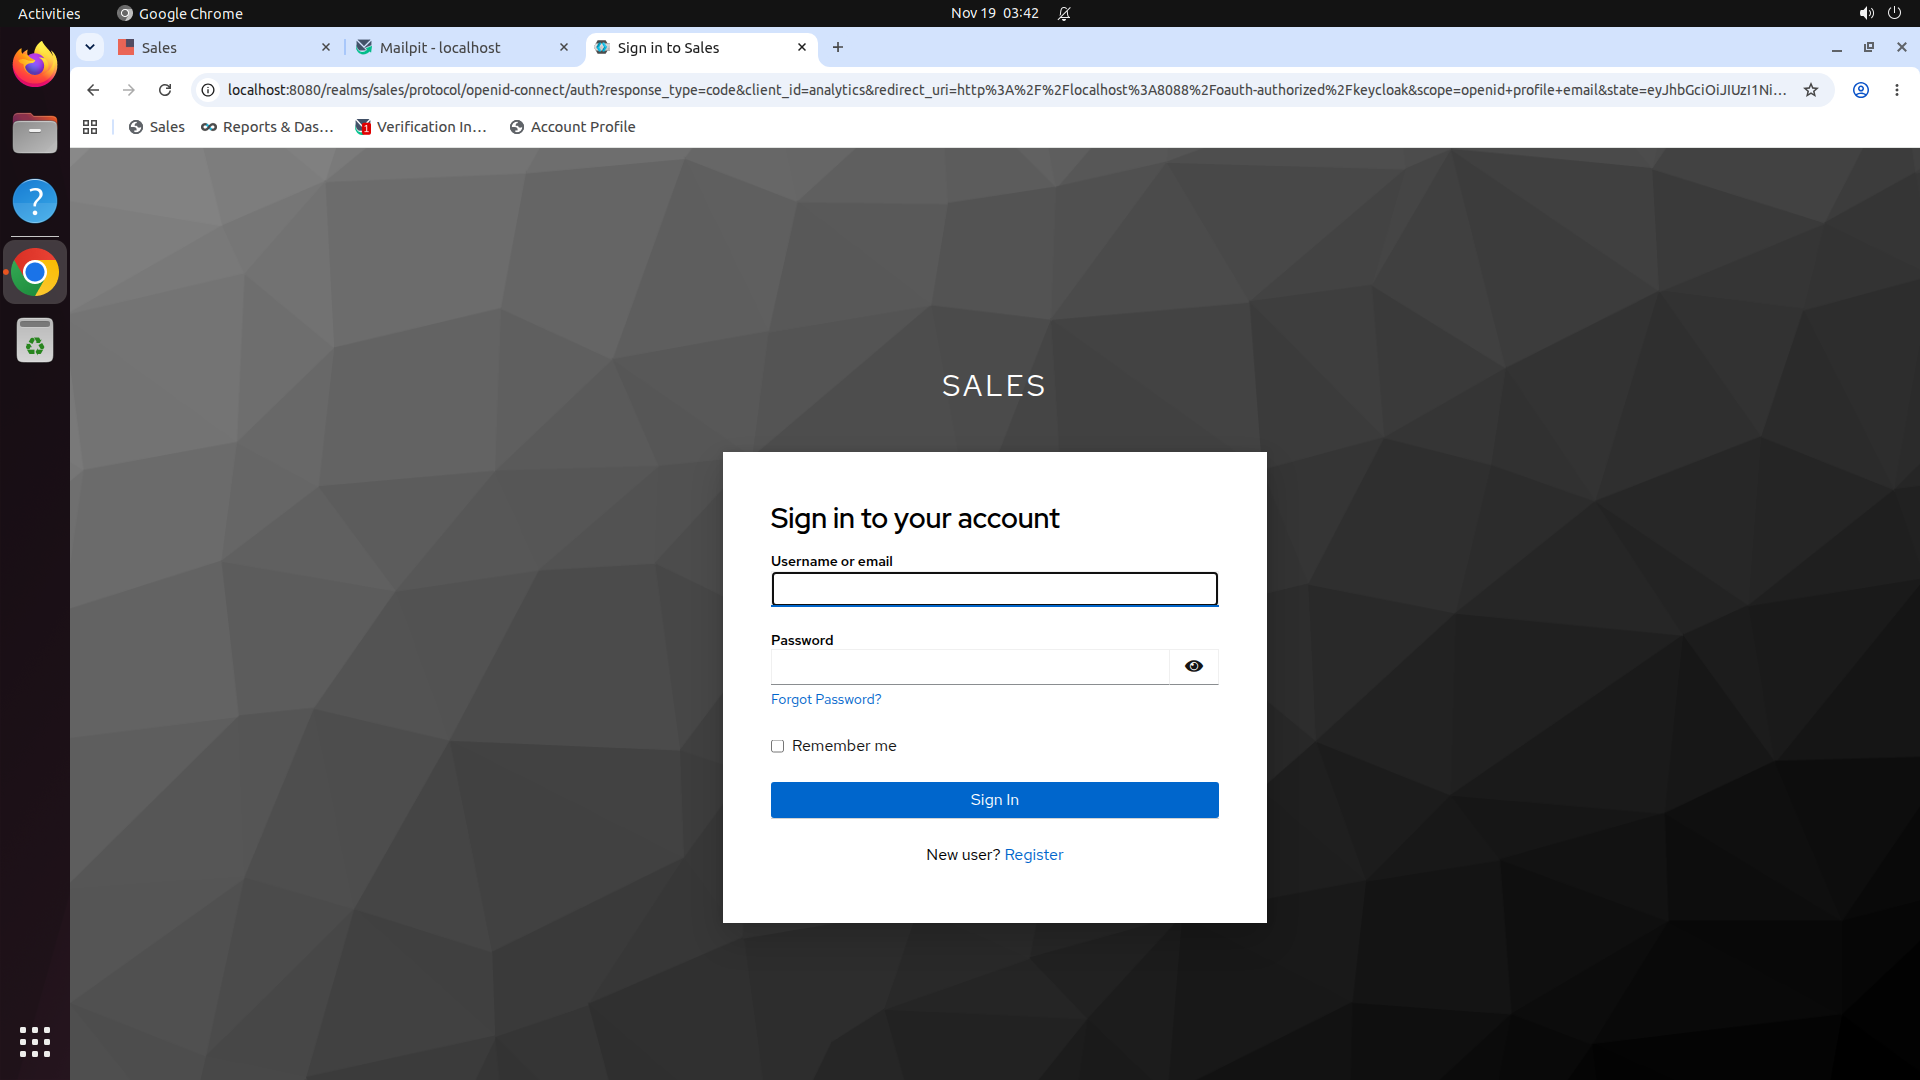 Activities
Google Chrome
Nov 19 03:42
Sales
Mailpit - localhost
Sign in to Sales
localhost:8080/realms/sales/protocol/openid-connect/auth?response_type=code&client_id=analytics&redirect_uri=http%3A%2F%2Flocalhost%3A8088%2Foauth-authorized%2Fkeycloak&scope=openid+profile+email&state=eyJhbGciOiJIUzI1Ni...
Sales
Reports & Das...
1
Verification In...
Account Profile
SALES
Sign in to your account
Username or email
Password
Forgot Password?
Remember me
Sign In
New user? Register